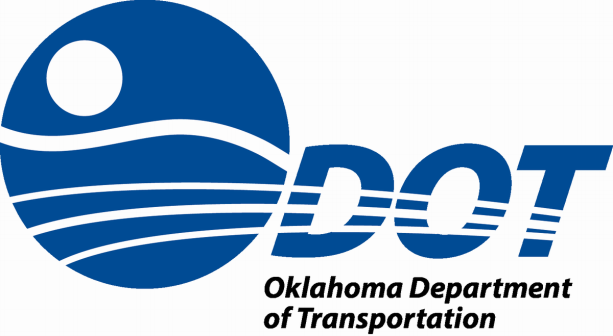 DOT
Oklahoma Department
of Transportation